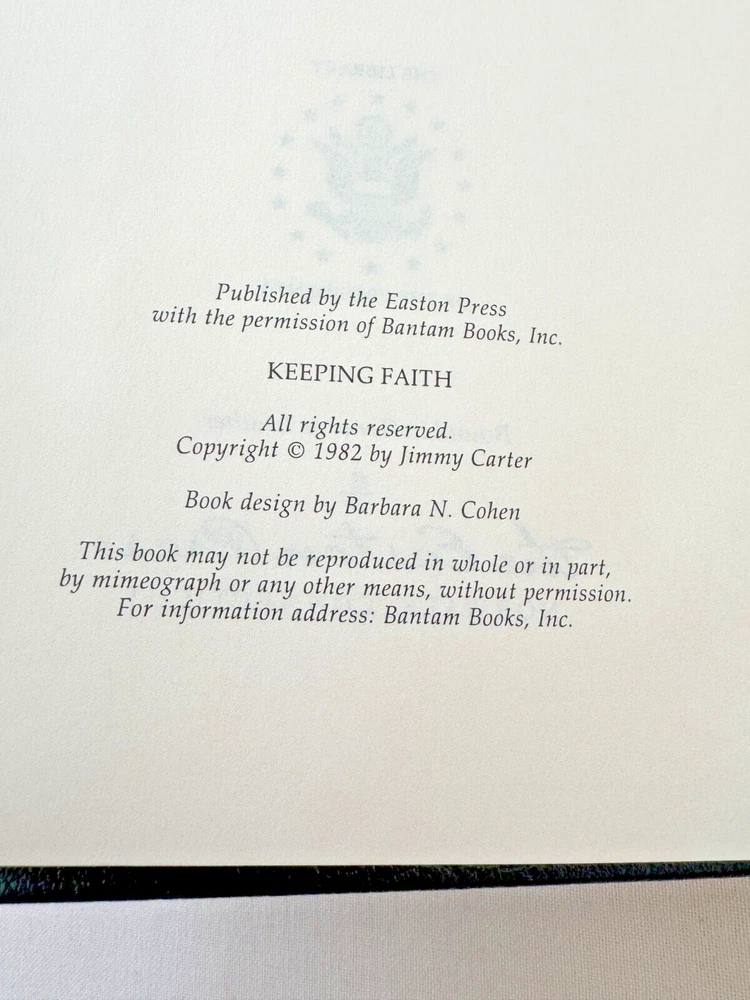 Published by the Easton Press
with the permission of Bantam Books, Inc.
KEEPING FAITH
All rights reserved.
Copyright © 1982 by Jimmy Carter
Book design by Barbara N. Cohen
This book may not be reproduced in whole or in part,
by mimeograph or any other means, without permission.
For information address: Bantam Books, Inc.